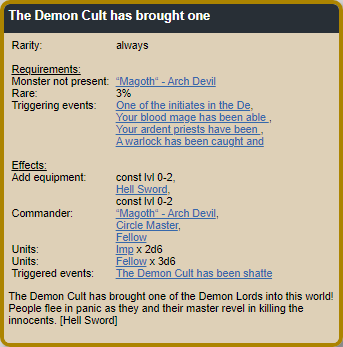 The Demon Cult has brought one
Rarity: always
Requirements:
Monster not present: "Magoth" - Arch Devil
Rare: 3%
Triggering events: One of the initiates in the De,
Your blood mage has been able ,
Your ardent priests have been ,
A warlock has been caught and
Effects:
Add equipment: const lvl 0-2,
Hell Sword,
const lvl 0-2
Commander: "Magoth" - Arch Devil,
Circle Master,
Fellow
Units: Imp x 2d6
Units: Fellow x 3d6
Triggered events: The Demon Cult has been shatte
The Demon Cult has brought one of the Demon Lords into this world!
People flee in panic as they and their master revel in killing the
innocents. [Hell Sword]